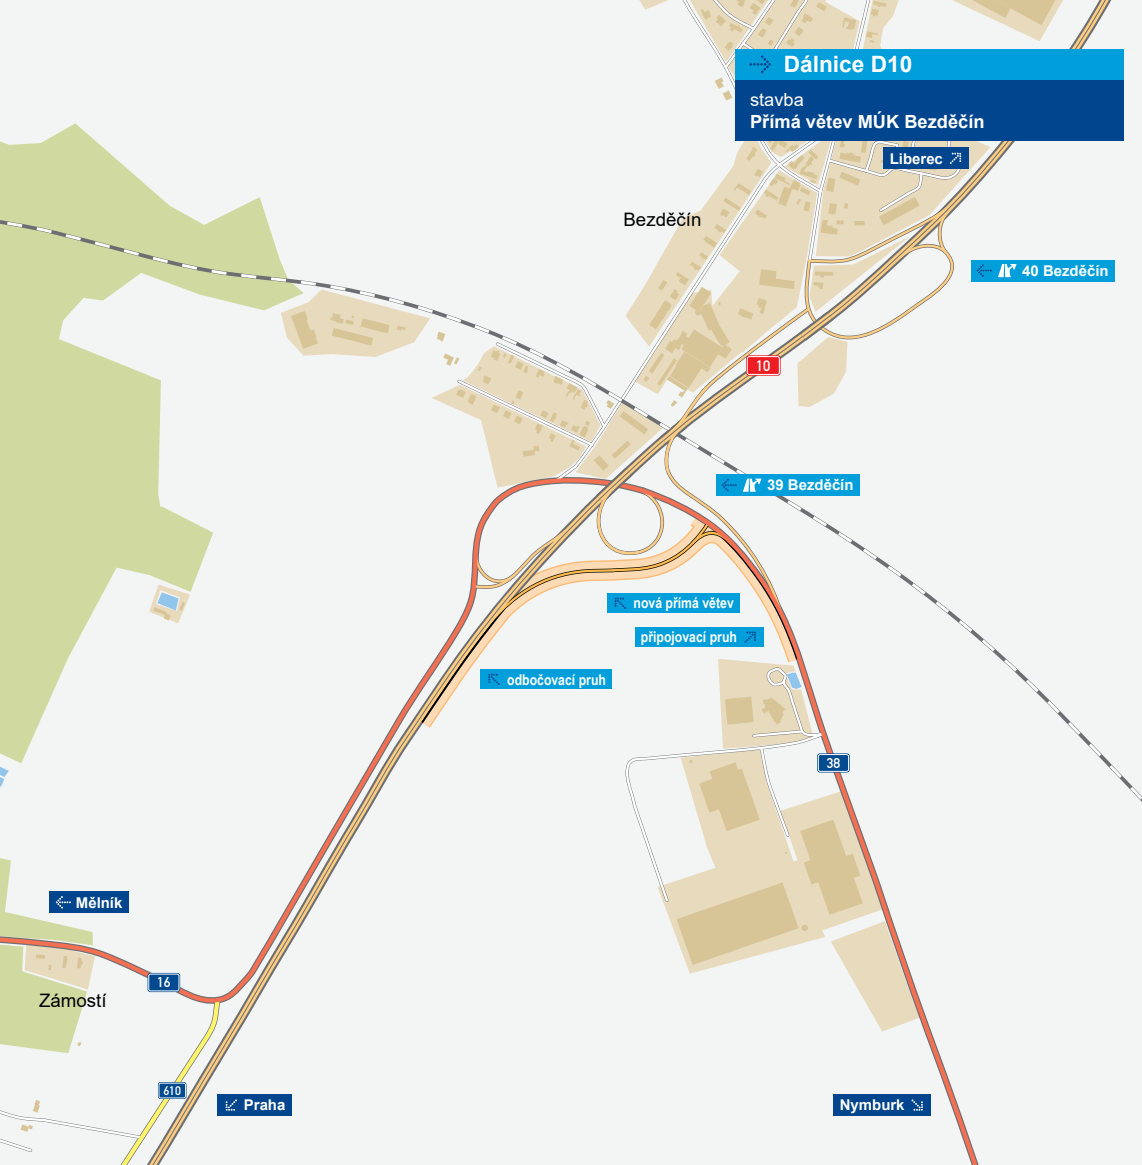 Dálnice D10
stavba
Přímá větev MÚK Bezděčín
Liberec
Bezděčín
40 Bezděčín
10
39 Bezděčín
nová přímá větev
připojovací pruh
odbočovací pruh
38
Mělník
16
Zámostí
610
Praha
Nymburk